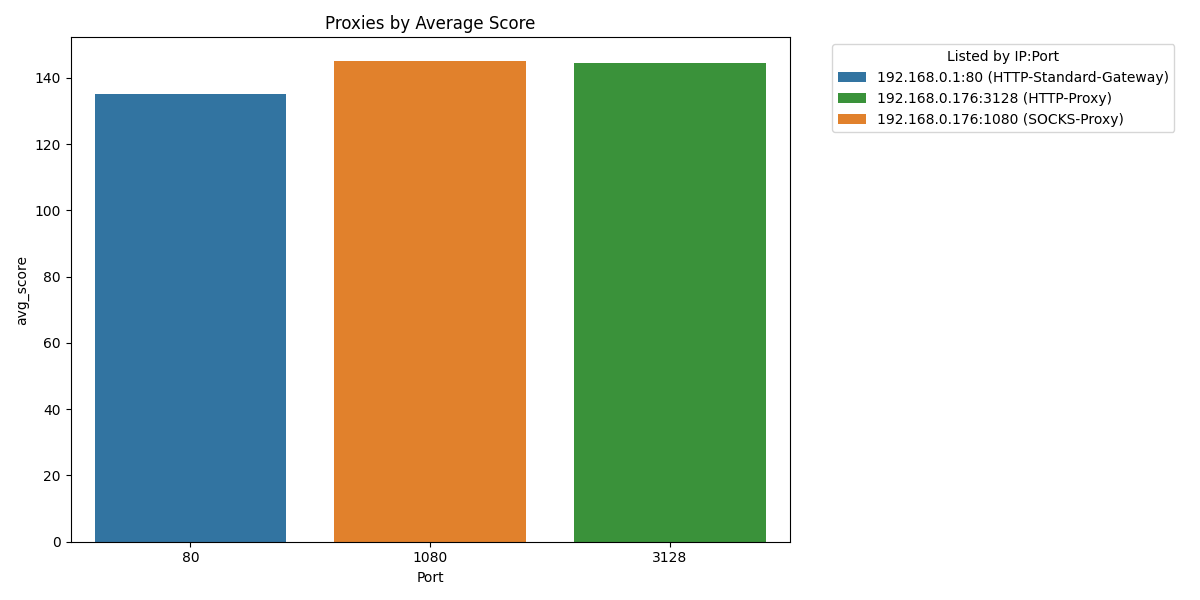 Proxies by Average Score
avg_score
140
120
100
80
60
40
20
0
80
1080
3128
Port
Listed by IP:Port
192.168.0.1:80 (HTTP-Standard-Gateway)
192.168.0.176:3128 (HTTP-Proxy)
192.168.0.176:1080 (SOCKS-Proxy)